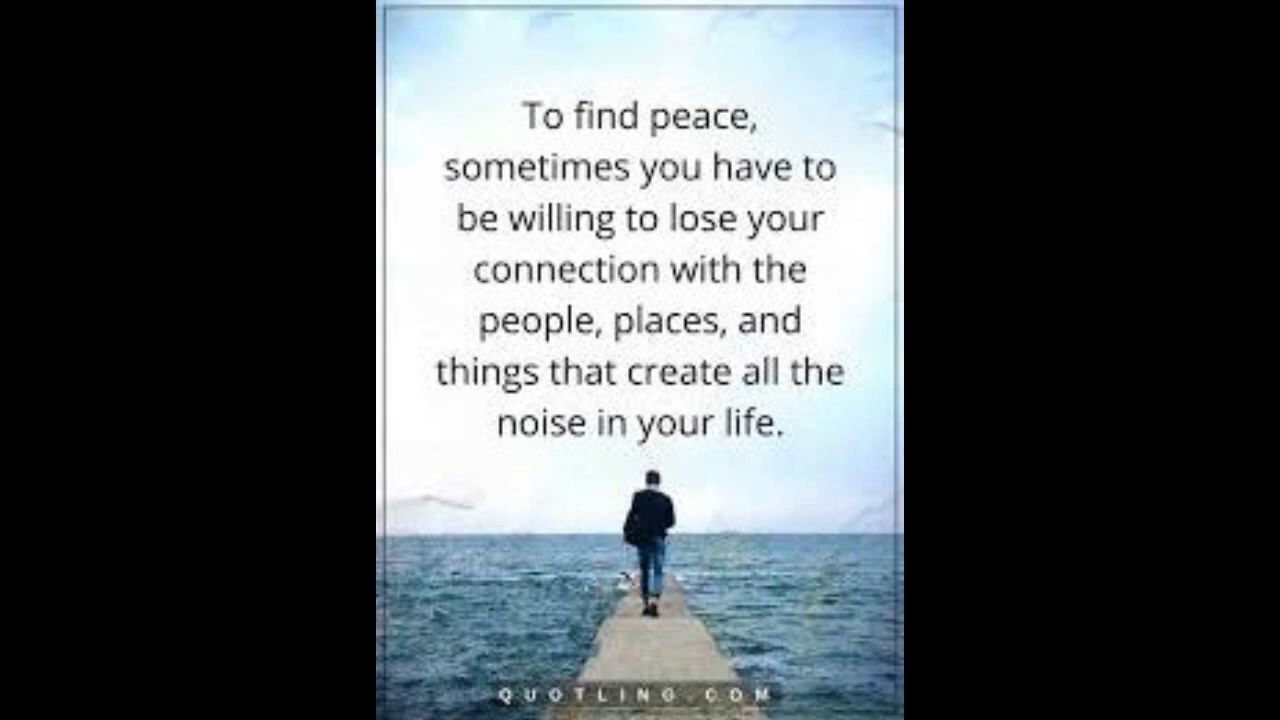 To find peace,
sometimes you have to
be willing to lose your
connection with the
people, places, and
things that create all the
noise in your life.
QUOTLING.COM